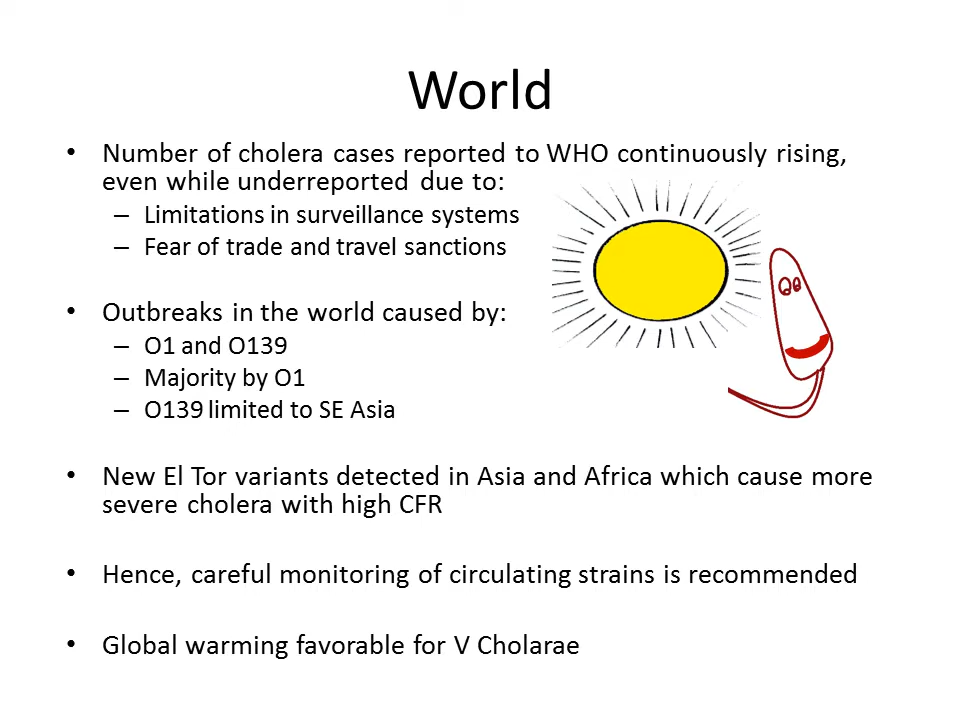 World
• Number of cholera cases reported to WHO continuously rising,
even while underreported due to:
– Limitations in surveillance systems
– Fear of trade and travel sanctions
• Outbreaks in the world caused by:
– O1 and O139
– Majority by O1
– O139 limited to SE Asia
• New El Tor variants detected in Asia and Africa which cause more
severe cholera with high CFR
• Hence, careful monitoring of circulating strains is recommended
• Global warming favorable for V Cholarae